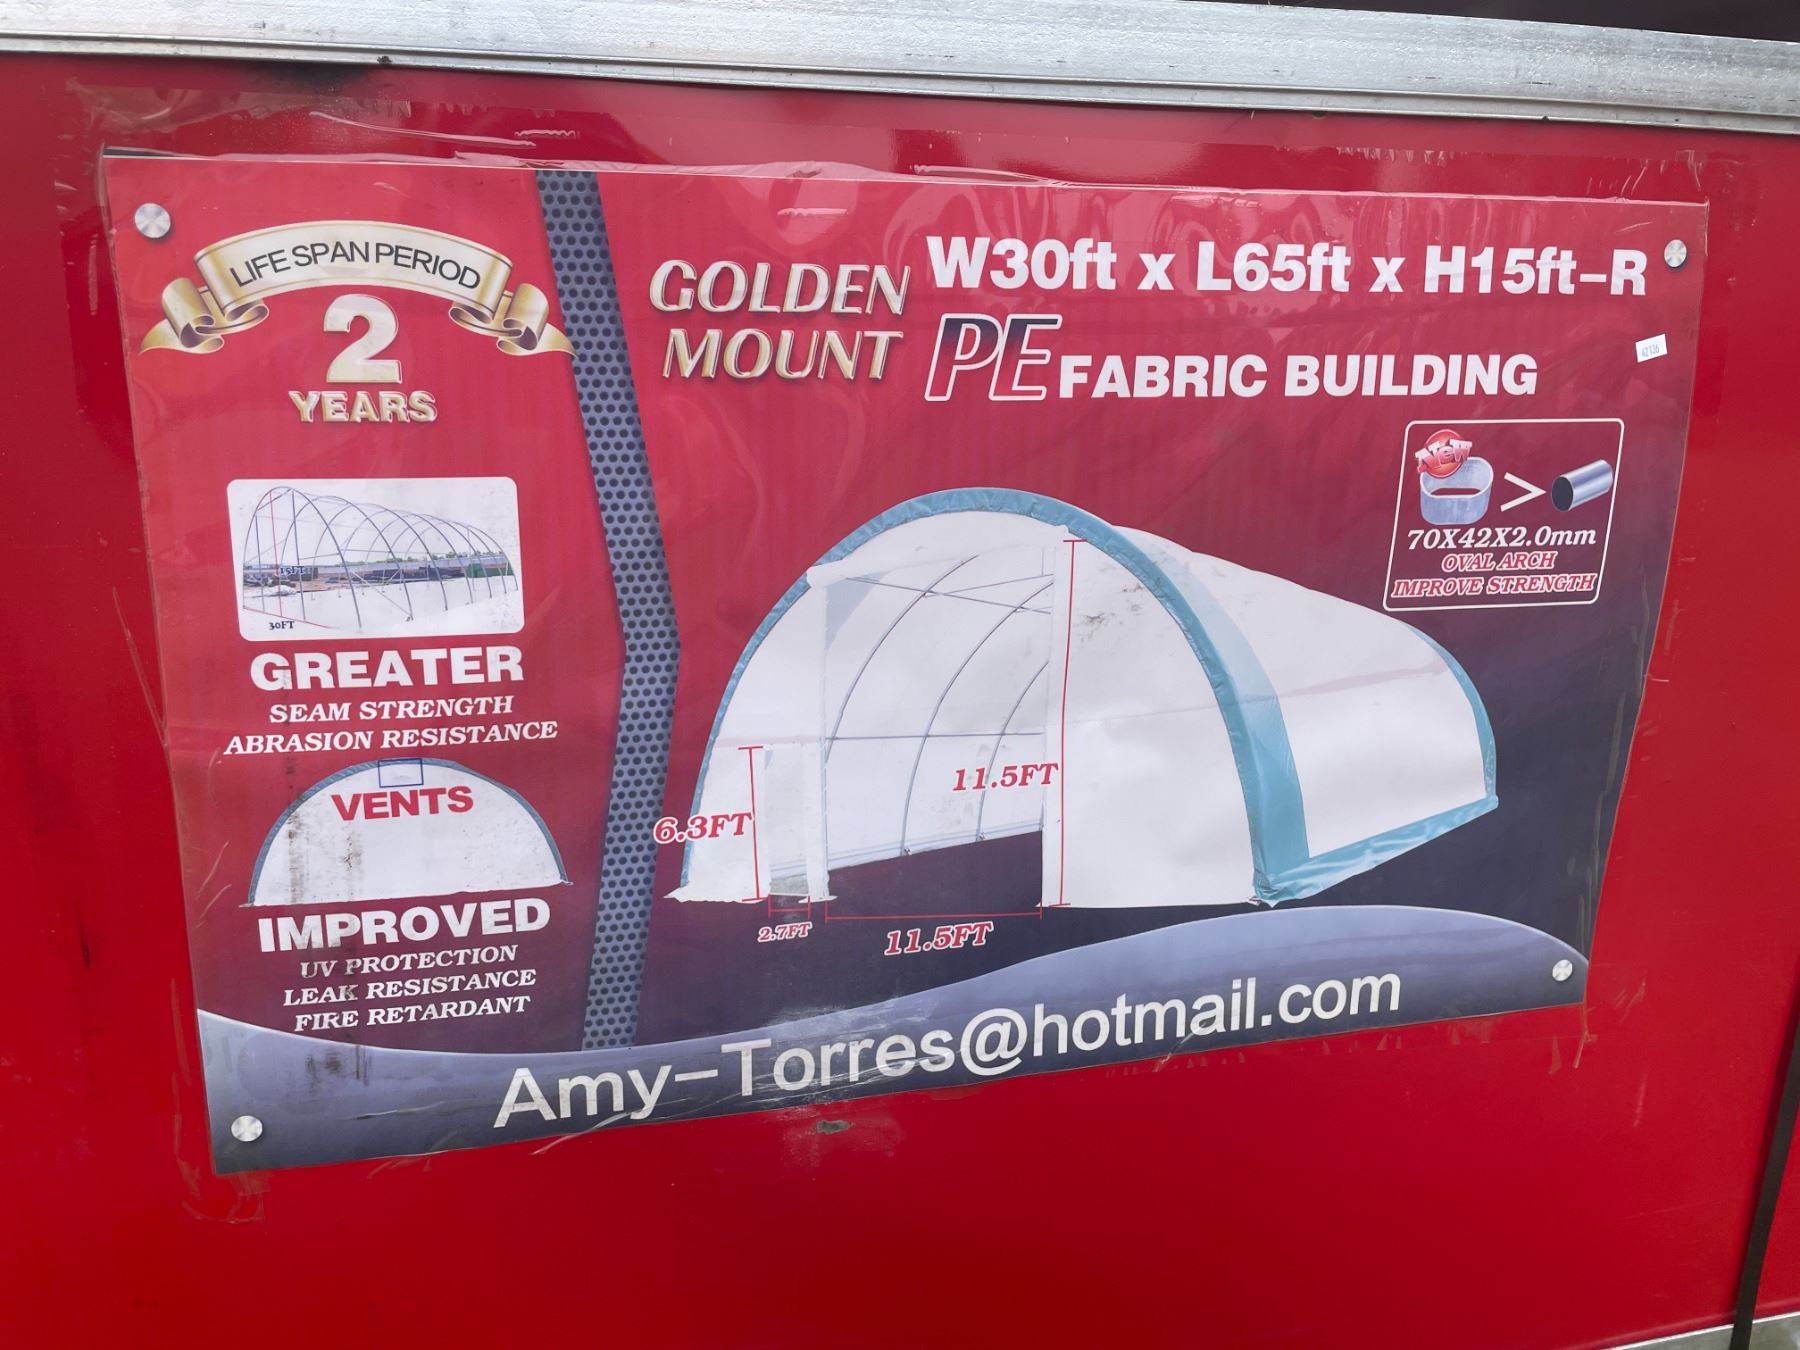 LIFE SPAN PERIOD
2
YEARS
GOLDEN
MOUNT
W30ft x L65ft x H15ft-R
PE FABRIC BUILDING
42136
NEW
>
70X42X2.0mm
OVAL ARCH
IMPROVE STRENGTH
15FT
30FT
GREATER
SEAM STRENGTH
ABRASION RESISTANCE
VENTS
IMPROVED
UV PROTECTION
LEAK RESISTANCE
FIRE RETARDANT
11.5FT
6.3FT
2.7FT
11.5FT
Amy-Torres@hotmail.com